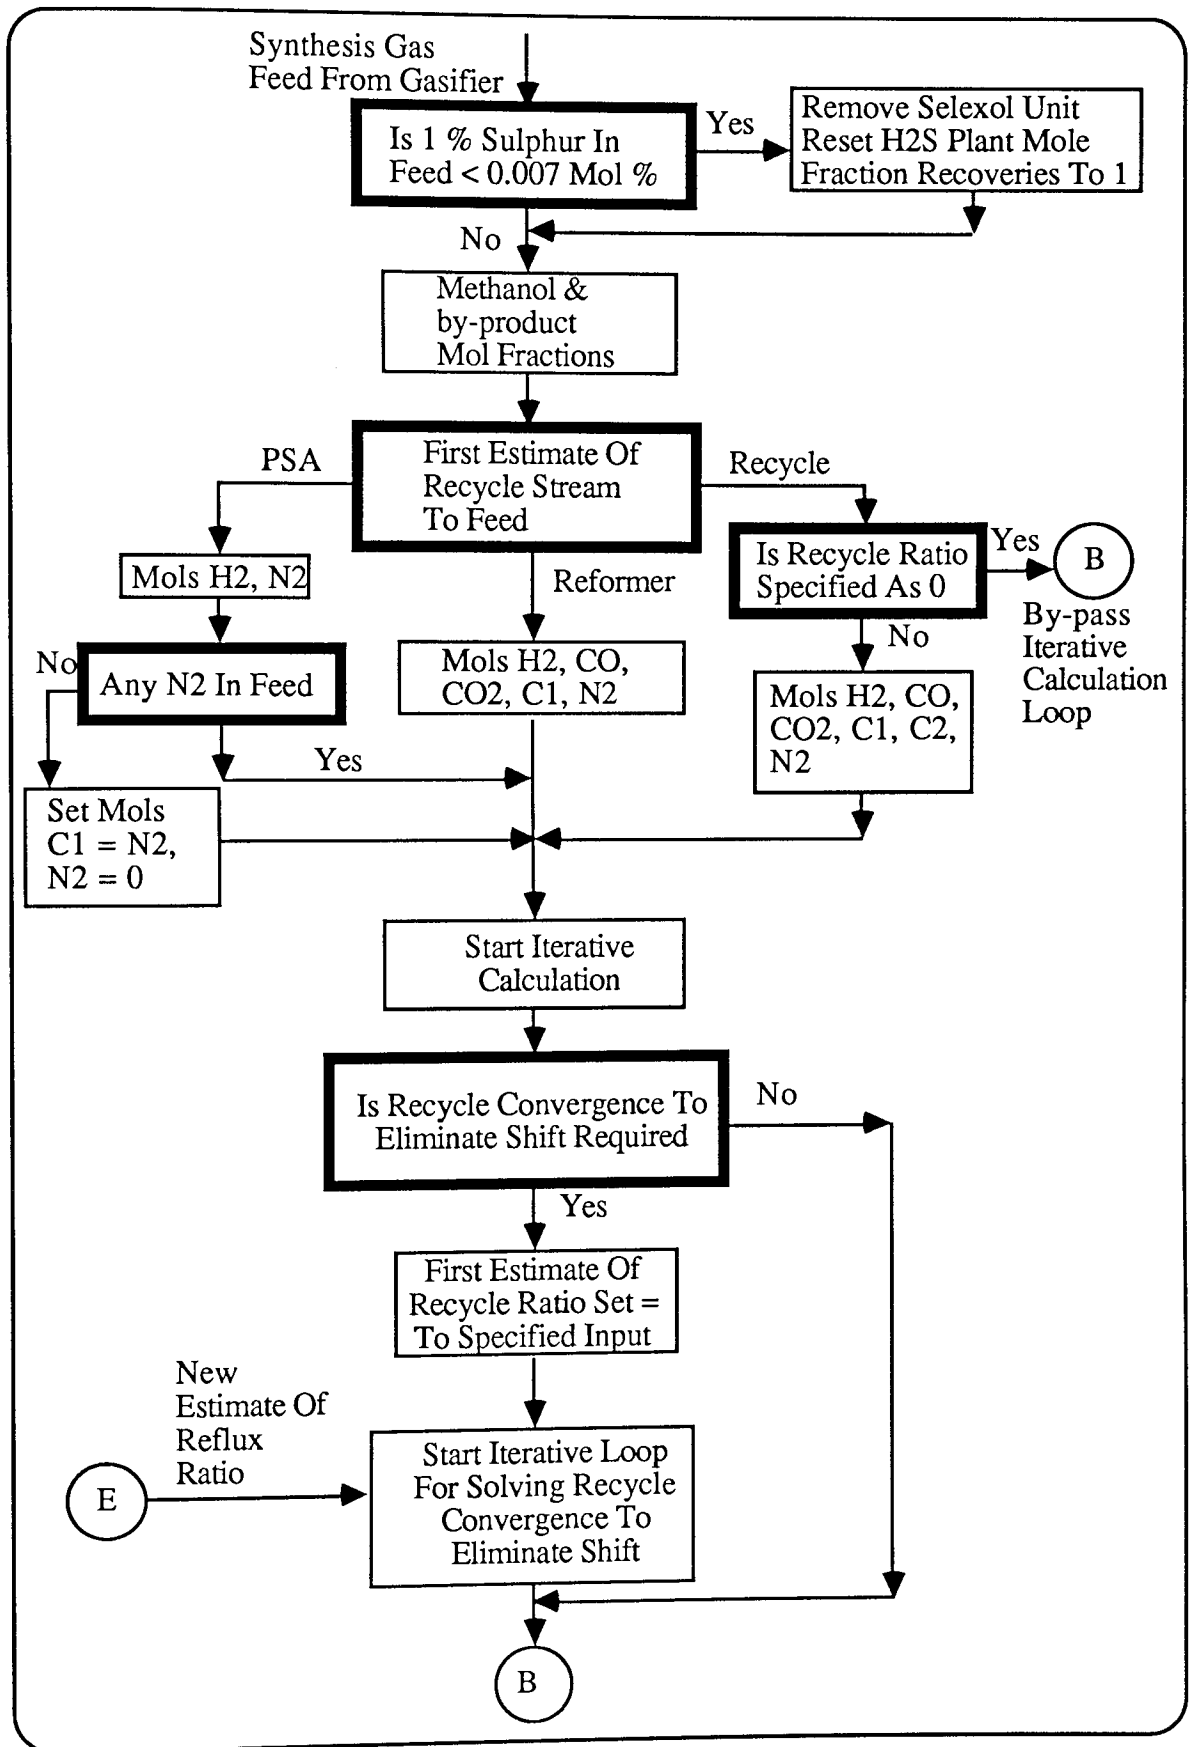 Synthesis Gas
Feed From Gasifier
Is 1 % Sulphur In
Feed < 0.007 Mol %
Yes
Remove Selexol Unit
Reset H2S Plant Mole
Fraction Recoveries To 1
No
Methanol &
by-product
Mol Fractions
PSA
First Estimate Of
Recycle Stream
To Feed
Recycle
Mols H2, N2
Reformer
Is Recycle Ratio
Specified As 0
Yes
B
By-pass
Iterative
Calculation
Loop
No
Any N2 In Feed
Mols H2, CO,
CO2, C1, N2
No
Mols H2, CO,
CO2, C1, C2,
N2
Yes
Set Mols
C1 = N2,
N2 = 0
Start Iterative
Calculation
Is Recycle Convergence To
Eliminate Shift Required
No
Yes
First Estimate Of
Recycle Ratio Set =
To Specified Input
New
Estimate Of
Reflux
Ratio
E
Start Iterative Loop
For Solving Recycle
Convergence To
Eliminate Shift
B